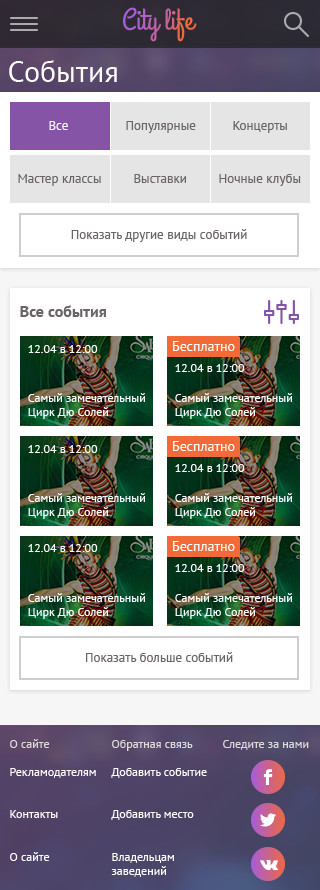 City life
События
Все Популярные Концерты
Мастер классы Выставки Ночные клубы
Показать другие виды событий
Все события
12.04 в 12:00
Самый замечательный
Цирк Дю Солей
Бесплатно
12.04 в 12:00
Самый замечательный
Цирк Дю Солей
12.04 в 12:00
Самый замечательный
Цирк Дю Солей
Бесплатно
12.04 в 12:00
Самый замечательный
Цирк Дю Солей
12.04 в 12:00
Самый замечательный
Цирк Дю Солей
Бесплатно
12.04 в 12:00
Самый замечательный
Цирк Дю Солей
Показать больше событий
О сайте Обратная связь Следите за нами
Рекламодателям Добавить событие
Контакты Добавить место
О сайте Владельцам
заведений